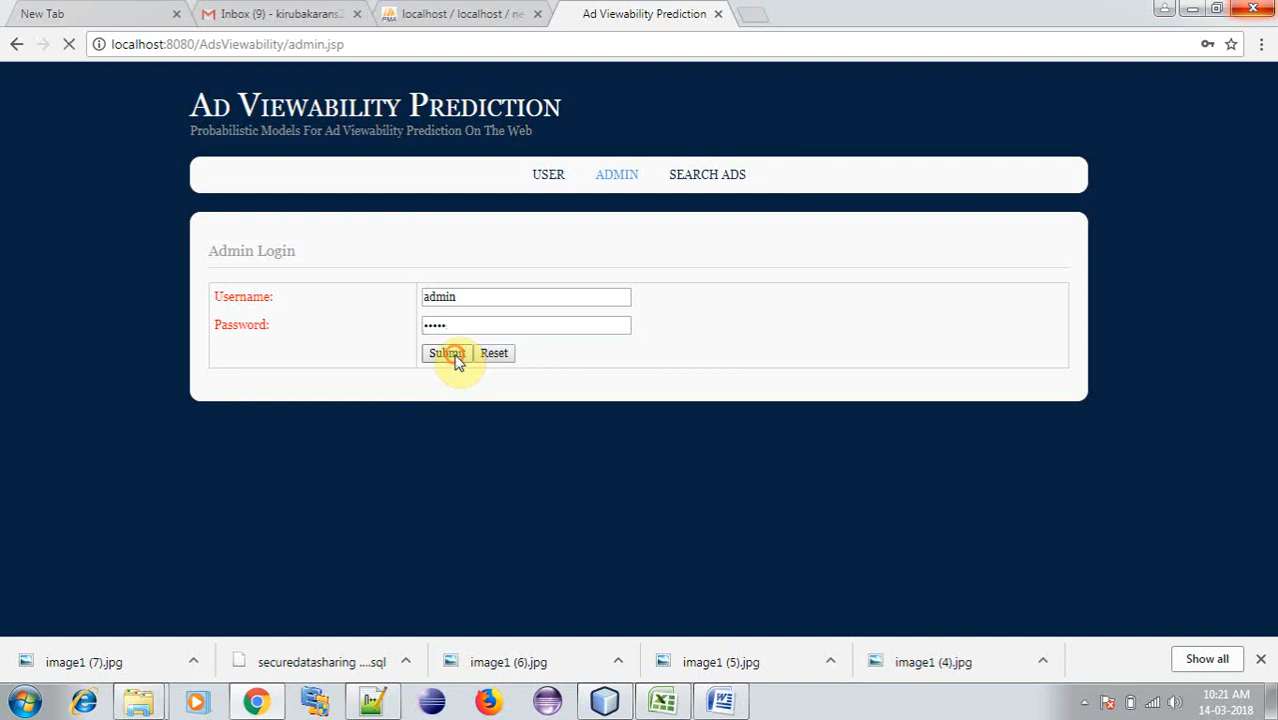 New Tab
Inbox (9) - kirubakarans2
localhost / localhost / ne
Ad Viewability Prediction
localhost:8080/AdsViewability/admin.jsp
Ad Viewability Prediction
Probabilistic Models For Ad Viewability Prediction On The Web
USER
ADMIN
SEARCH ADS
Admin Login
Username:
admin
Password:
•••••
Submit
Reset
image1 (7).jpg
securedatasharing ....sql
image1 (6).jpg
image1 (5).jpg
image1 (4).jpg
Show all
10:21 AM
14-03-2018